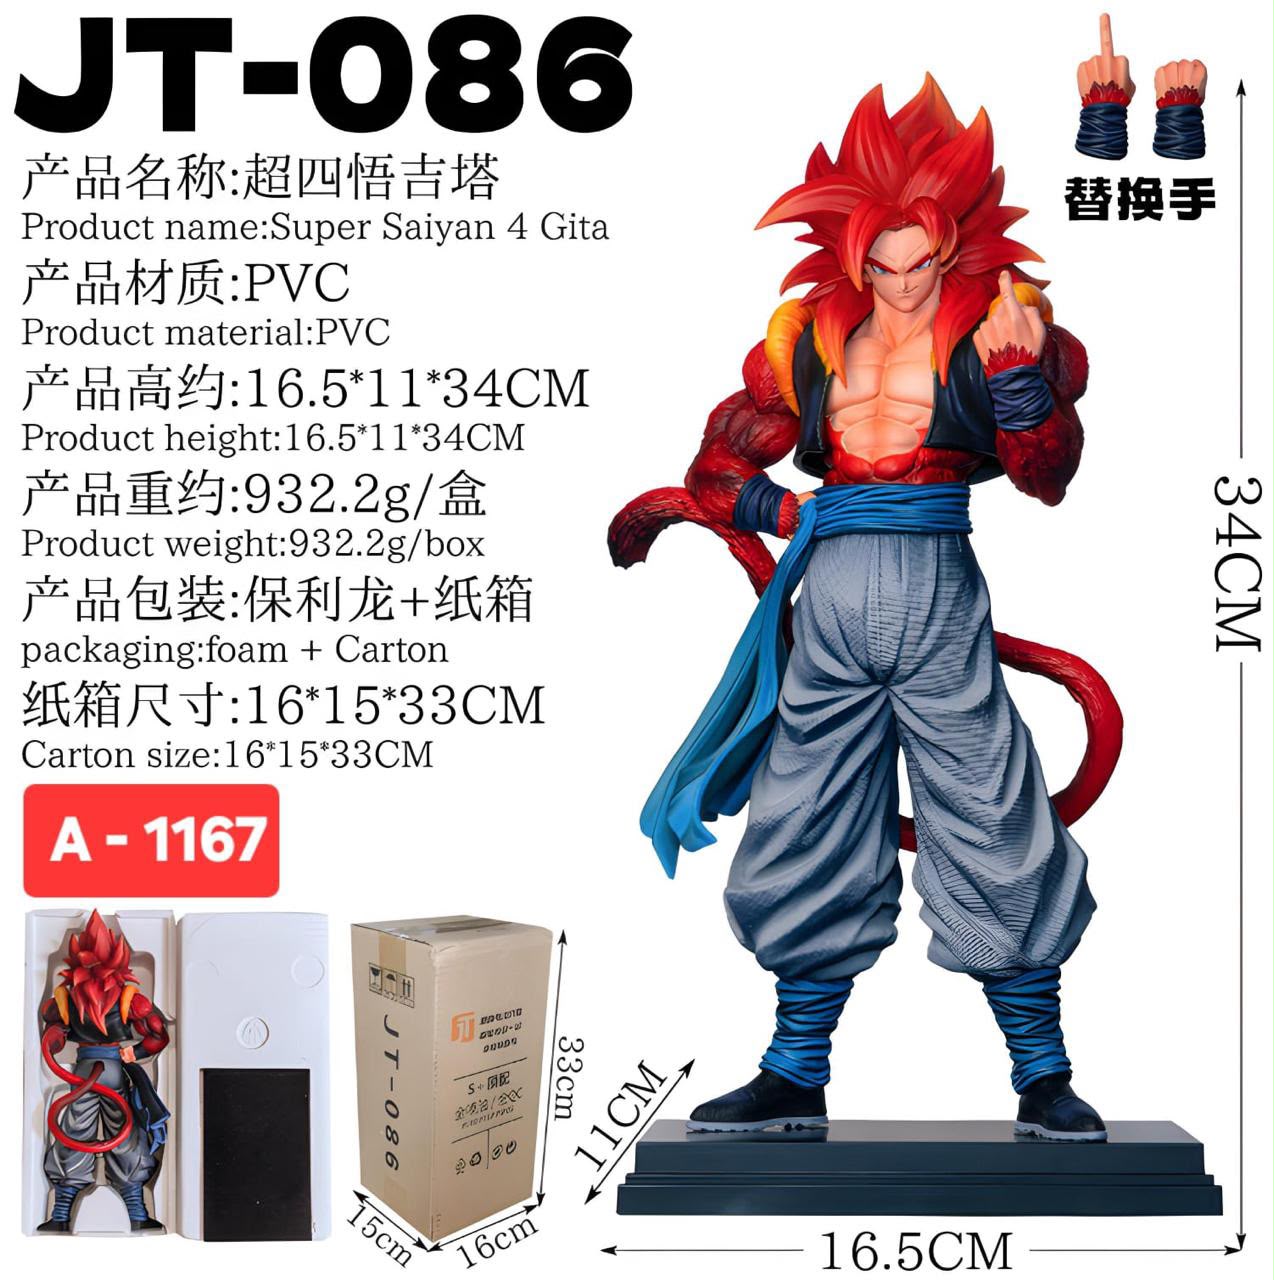 JT-086
产品名称:超四悟吉塔
Product name:Super Saiyan 4 Gita
产品材质:PVC
Product material:PVC
产品高约:16.5*11*34CM
Product height:16.5*11*34CM
产品重约:932.2g/盒
Product weight:932.2g/box
产品包装:保利龙+纸箱
packaging:foam + Carton
纸箱尺寸:16*15*33CM
Carton size:16*15*33CM
A - 1167
替换手
34CM
11CM
16.5CM
JT-086
33cm
15cm
16cm